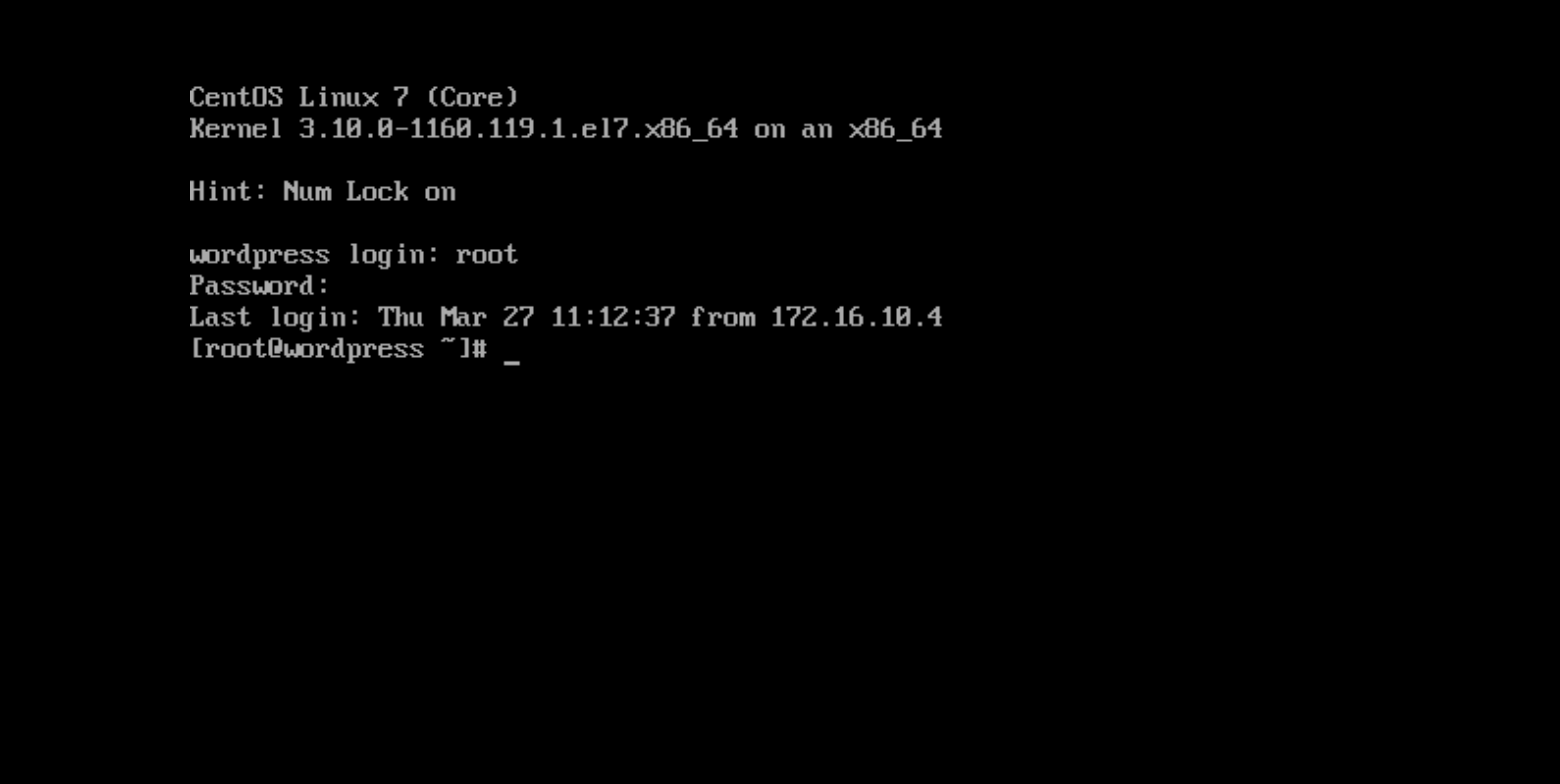 CentOS Linux 7 (Core)
Kernel 3.10.0-1160.119.1.el7.x86_64 on an x86_64
Hint: Num Lock on
wordpress login: root
Password:
Last login: Thu Mar 27 11:12:37 from 172.16.10.4
[root@wordpress ~]# _